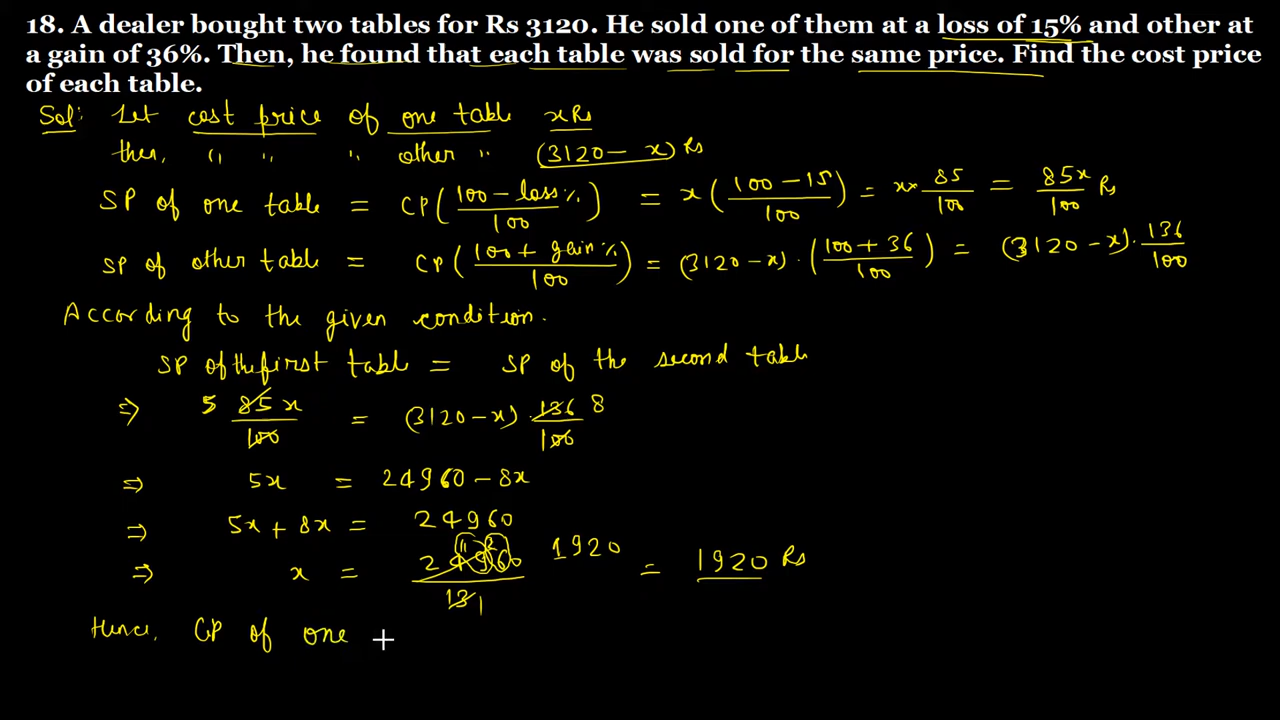 18. A dealer bought two tables for Rs 3120. He sold one of them at a loss of 15% and other at
a gain of 36%. Then, he found that each table was sold for the same price. Find the cost price
of each table.
Sol: Let cost price of one table x Rs
then, " " " other " (3120 - x) Rs
SP of one table = CP ( (100 - loss%)/100 ) = x ( (100 - 15)/100 ) = x × 85/100 = 85x/100 Rs
SP of other table = CP ( (100 + gain%)/100 ) = (3120 - x) · ( (100 + 36)/100 ) = (3120 - x) · 136/100
According to the given condition.
SP of the first table = SP of the second table
⇒ 5 85x/100 = (3120 - x) · 136/100 8
⇒ 5x = 24960 - 8x
⇒ 5x + 8x = 24960
⇒ x = 24960/13 1 1920 = 1920 Rs
Hence, CP of one